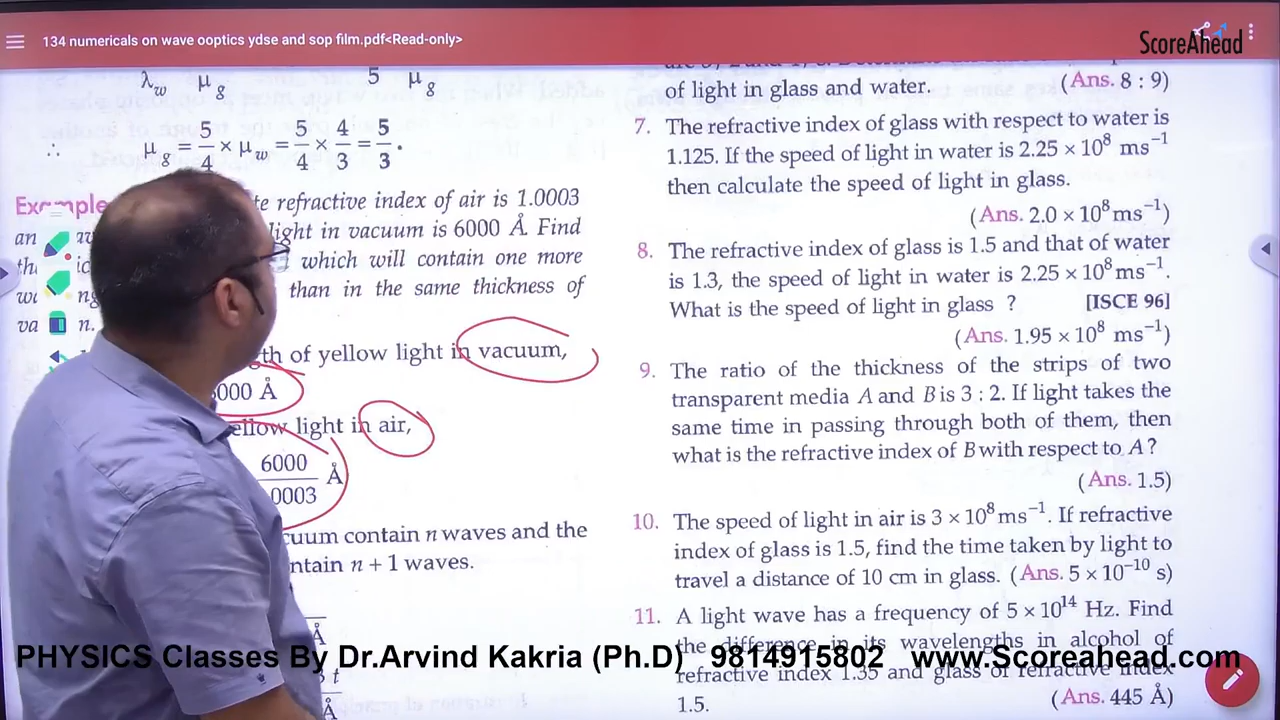 134 numericals on wave ooptics ydse and sop film.pdf<Read-only>
ScoreAhead
λw μg 5 μg
∴ μg = 5/4 × μw = 5/4 × 4/3 = 5/3.
refractive index of air is 1.0003
light in vacuum is 6000 Å. Find
which will contain one more
than in the same thickness of
n.
of yellow light in vacuum,
000 Å
light in air,
6000
0003 Å
contain n waves and the
n + 1 waves.
Å
t
Å
of light in glass and water. (Ans. 8 : 9)
7. The refractive index of glass with respect to water is
1.125. If the speed of light in water is 2.25 × 10⁸ ms⁻¹
then calculate the speed of light in glass.
(Ans. 2.0 × 10⁸ ms⁻¹)
8. The refractive index of glass is 1.5 and that of water
is 1.3, the speed of light in water is 2.25 × 10⁸ ms⁻¹.
What is the speed of light in glass ? [ISCE 96]
(Ans. 1.95 × 10⁸ ms⁻¹)
9. The ratio of the thickness of the strips of two
transparent media A and B is 3 : 2. If light takes the
same time in passing through both of them, then
what is the refractive index of B with respect to A ?
(Ans. 1.5)
10. The speed of light in air is 3 × 10⁸ ms⁻¹. If refractive
index of glass is 1.5, find the time taken by light to
travel a distance of 10 cm in glass. (Ans. 5 × 10⁻¹⁰ s)
11. A light wave has a frequency of 5 × 10¹⁴ Hz. Find
the difference in its wavelengths in alcohol of
refractive index 1.35 and glass of refractive index
1.5. (Ans. 445 Å)
PHYSICS Classes By Dr.Arvind Kakria (Ph.D) 9814915802 www.Scoreahead.com